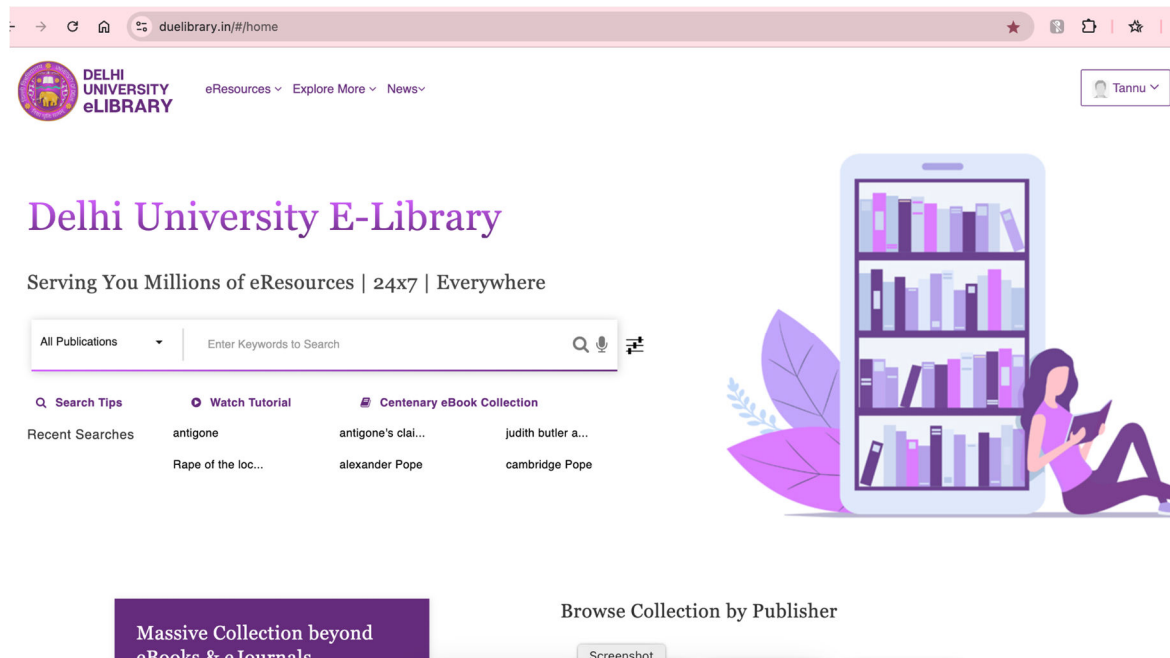 duelibrary.in/#/home
DELHI
UNIVERSITY
eLIBRARY
eResources
Explore More
News
Tannu
Delhi University E-Library
Serving You Millions of eResources | 24x7 | Everywhere
All Publications
Enter Keywords to Search
Search Tips
Watch Tutorial
Centenary eBook Collection
Recent Searches
antigone
antigone's clai...
judith butler a...
Rape of the loc...
alexander Pope
cambridge Pope
Massive Collection beyond
eBooks & eJournals
Browse Collection by Publisher
Screenshot